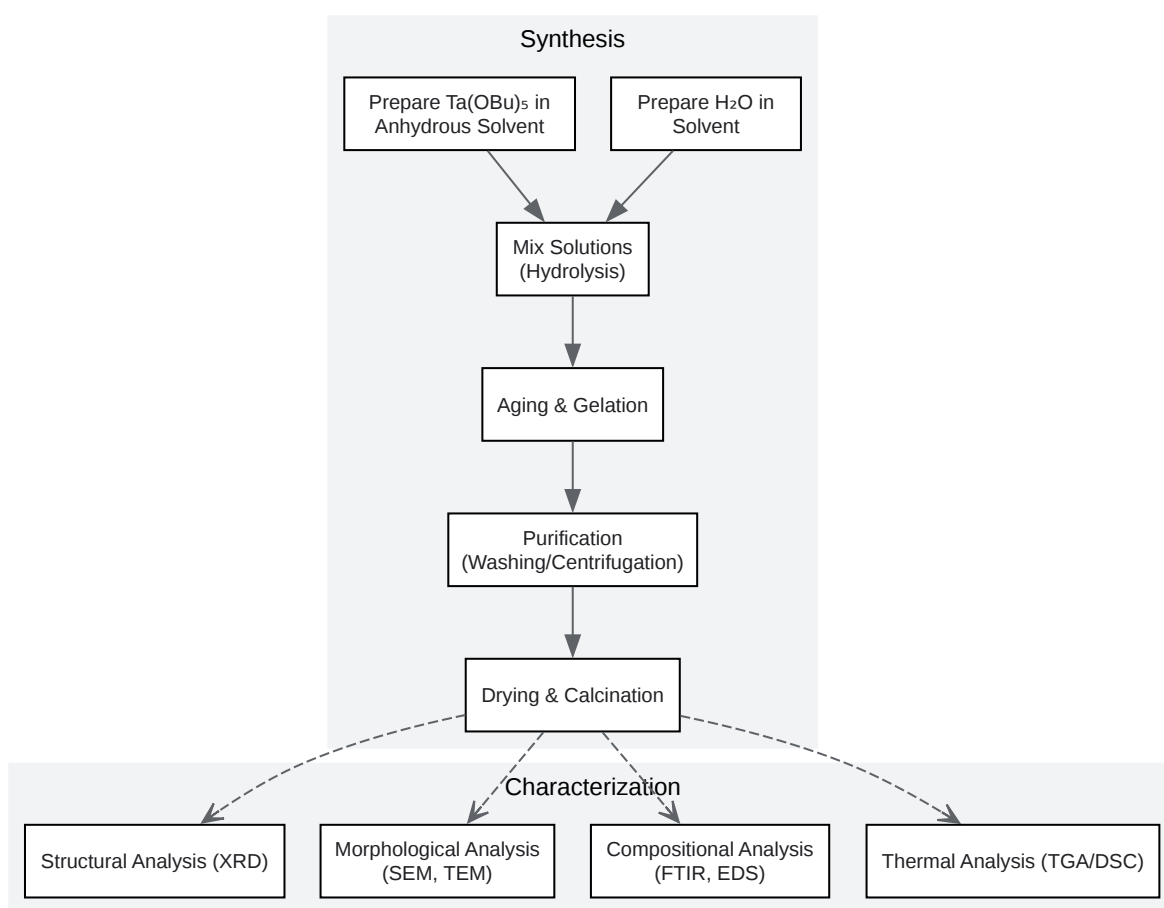 Synthesis
Prepare Ta(OBu)₅ in
Anhydrous Solvent
Prepare H₂O in
Solvent
Mix Solutions
(Hydrolysis)
Aging & Gelation
Purification
(Washing/Centrifugation)
Drying & Calcination
Characterization
Structural Analysis (XRD)
Morphological Analysis
(SEM, TEM)
Compositional Analysis
(FTIR, EDS)
Thermal Analysis (TGA/DSC)